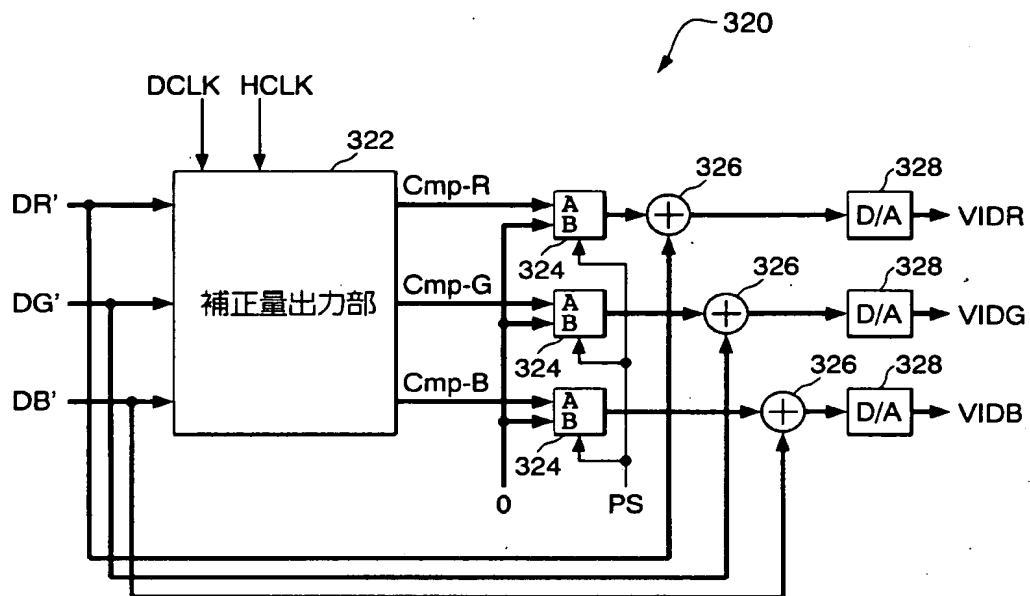 320
DCLK HCLK
322
DR'
DG'
DB'
補正量出力部
Cmp-R
Cmp-G
Cmp-B
A
B
324
A
B
324
A
B
324
0
PS
326
326
326
328
D/A
VIDR
328
D/A
VIDG
328
D/A
VIDB